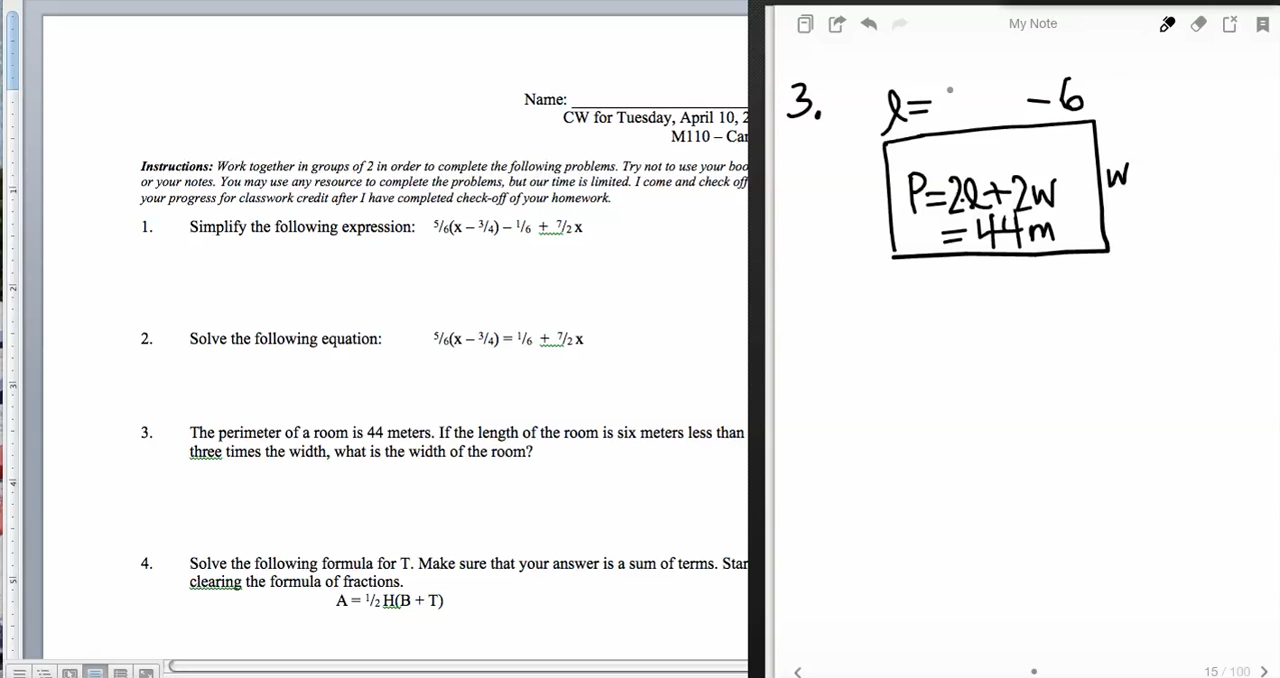 Name:
CW for Tuesday, April 10, 2
M110 – Car
Instructions: Work together in groups of 2 in order to complete the following problems. Try not to use your boo
or your notes. You may use any resource to complete the problems, but our time is limited. I come and check off
your progress for classwork credit after I have completed check-off of your homework.
1. Simplify the following expression: 5/6(x – 3/4) – 1/6 + 7/2 x
2. Solve the following equation: 5/6(x – 3/4) = 1/6 + 7/2 x
3. The perimeter of a room is 44 meters. If the length of the room is six meters less than
three times the width, what is the width of the room?
4. Solve the following formula for T. Make sure that your answer is a sum of terms. Star
clearing the formula of fractions.
A = 1/2 H(B + T)
My Note
3. l = - 6
P=2·l+2w
= 44m
w
15 / 100